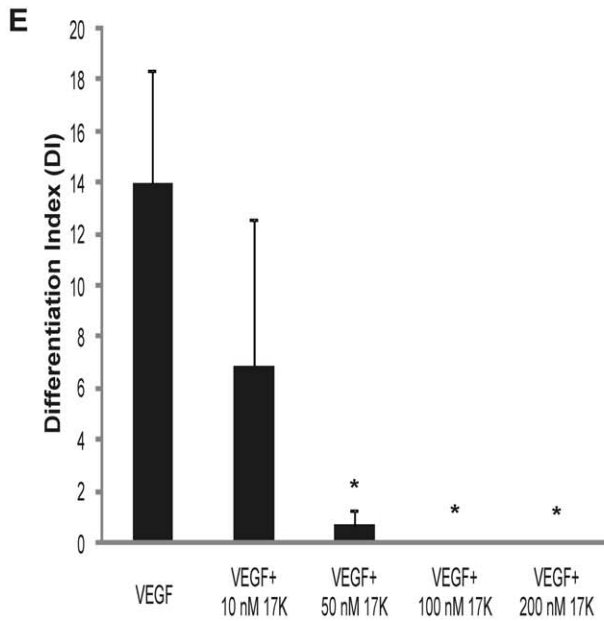 E
Differentiation Index (DI)
20
18
16
14
12
10
8
6
4
2
0
*
*
*
VEGF
VEGF+
10 nM 17K
VEGF+
50 nM 17K
VEGF+
100 nM 17K
VEGF+
200 nM 17K